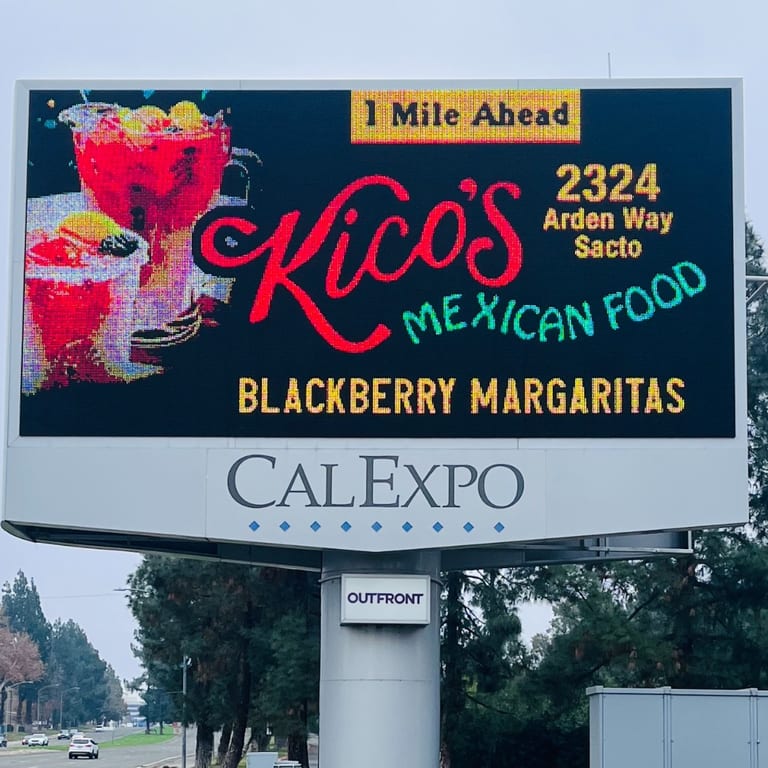 1 Mile Ahead
Kico's
2324
Arden Way
Sacto
MEXICAN FOOD
BLACKBERRY MARGARITAS
CALEXPO
OUTFRONT